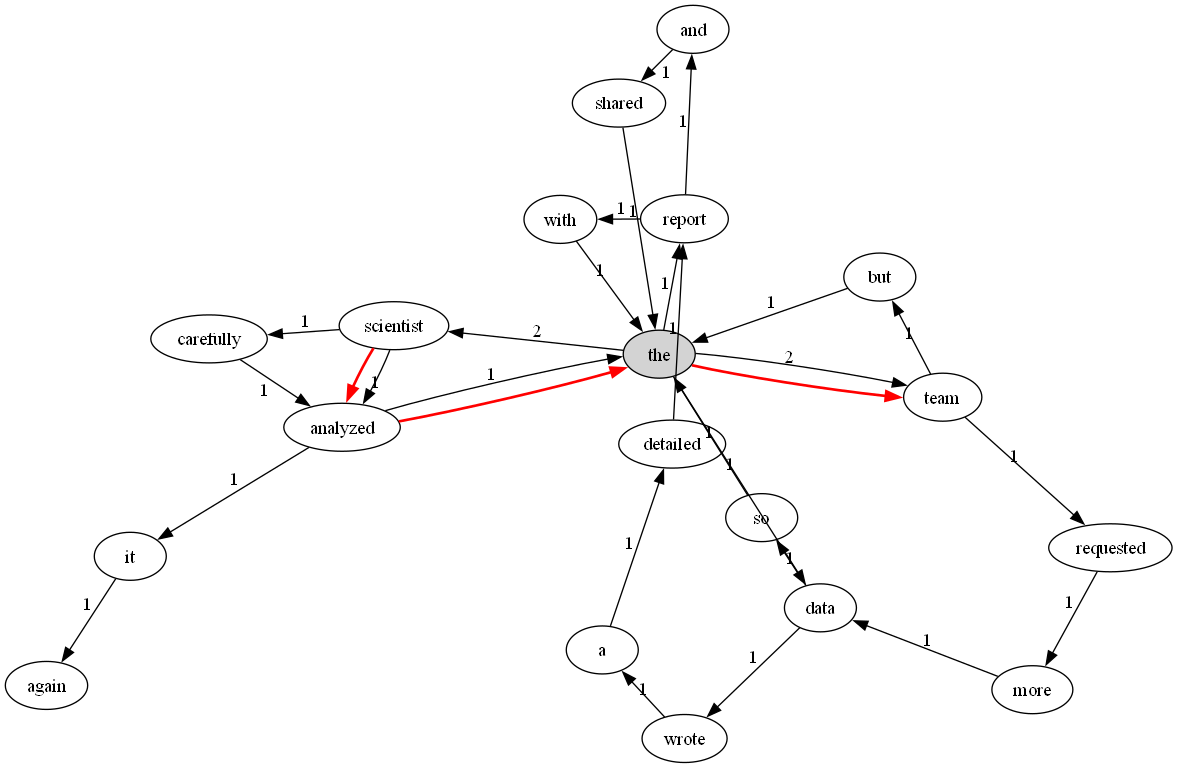 and
1
shared
1
with
1
1
report
1
but
1
1
scientist
1
carefully
2
the
1
2
1
team
1
1
1
analyzed
1
detailed
1
1
1
1
so
requested
it
1
1
data
1
1
1
a
1
again
more
1
wrote